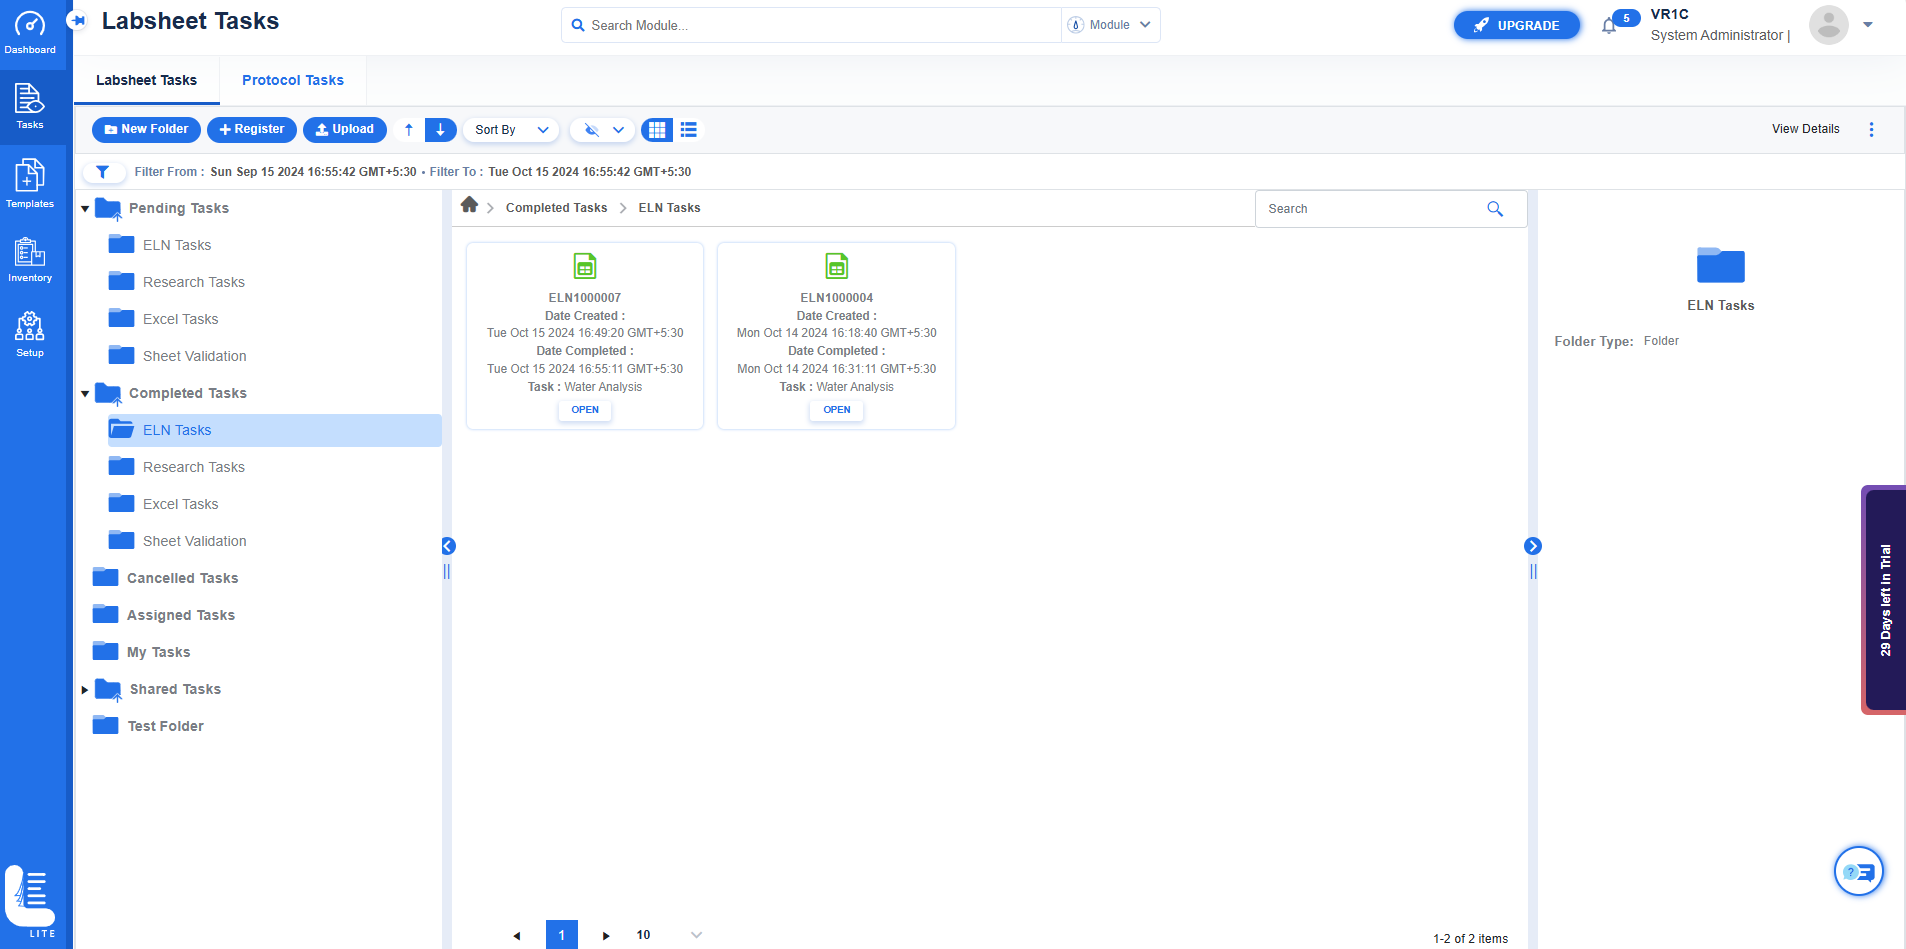 Dashboard
Tasks
Templates
Inventory
Setup
LITE
Labsheet Tasks
Search Module...
Module
UPGRADE
5
VR1C
System Administrator |
Labsheet Tasks
Protocol Tasks
New Folder
Register
Upload
Sort By
View Details
Filter From : Sun Sep 15 2024 16:55:42 GMT+5:30 • Filter To : Tue Oct 15 2024 16:55:42 GMT+5:30
Pending Tasks
ELN Tasks
Research Tasks
Excel Tasks
Sheet Validation
Completed Tasks
ELN Tasks
Research Tasks
Excel Tasks
Sheet Validation
Cancelled Tasks
Assigned Tasks
My Tasks
Shared Tasks
Test Folder
Completed Tasks > ELN Tasks
Search
ELN1000007
Date Created :
Tue Oct 15 2024 16:49:20 GMT+5:30
Date Completed :
Tue Oct 15 2024 16:55:11 GMT+5:30
Task : Water Analysis
OPEN
ELN1000004
Date Created :
Mon Oct 14 2024 16:18:40 GMT+5:30
Date Completed :
Mon Oct 14 2024 16:31:11 GMT+5:30
Task : Water Analysis
OPEN
1
10
1-2 of 2 items
ELN Tasks
Folder Type: Folder
29 Days left in Trial
?